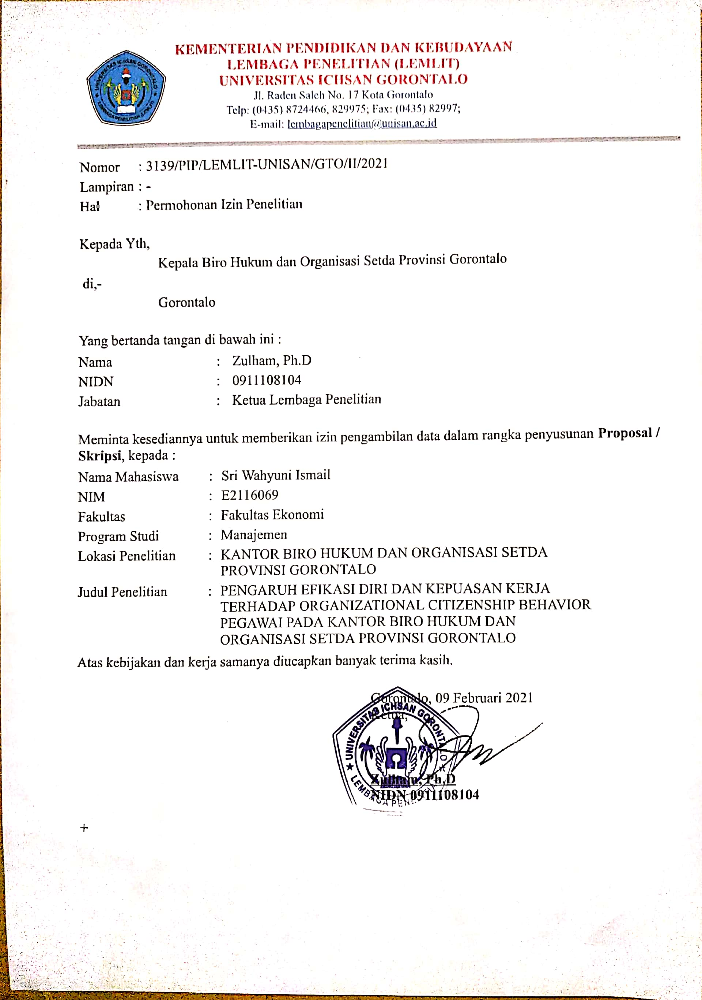 KEMENTERIAN PENDIDIKAN DAN KEBUDAYAAN
LEMBAGA PENELITIAN (LEMLIT)
UNIVERSITAS ICHSAN GORONTALO
Jl. Raden Saleh No. 17 Kota Gorontalo
Telp: (0435) 8724466, 829975; Fax: (0435) 82997;
E-mail: lembagapenelitian@unisan.ac.id
UNIVERSITAS ICHSAN GORONTALO
Nomor : 3139/PIP/LEMLIT-UNISAN/GTO/II/2021
Lampiran : -
Hal : Permohonan Izin Penelitian
Kepada Yth,
Kepala Biro Hukum dan Organisasi Setda Provinsi Gorontalo
di,-
Gorontalo
Yang bertanda tangan di bawah ini :
Nama : Zulham, Ph.D
NIDN : 0911108104
Jabatan : Ketua Lembaga Penelitian
Meminta kesediannya untuk memberikan izin pengambilan data dalam rangka penyusunan Proposal /
Skripsi, kepada :
Nama Mahasiswa : Sri Wahyuni Ismail
NIM : E2116069
Fakultas : Fakultas Ekonomi
Program Studi : Manajemen
Lokasi Penelitian : KANTOR BIRO HUKUM DAN ORGANISASI SETDA
PROVINSI GORONTALO
Judul Penelitian : PENGARUH EFIKASI DIRI DAN KEPUASAN KERJA
TERHADAP ORGANIZATIONAL CITIZENSHIP BEHAVIOR
PEGAWAI PADA KANTOR BIRO HUKUM DAN
ORGANISASI SETDA PROVINSI GORONTALO
Atas kebijakan dan kerja samanya diucapkan banyak terima kasih.
Gorontalo, 09 Februari 2021
Ketua,
UNIVERSITAS ICHSAN GORONTALO
LEMBAGA
Zulham, Ph.D
NIDN 0911108104
+